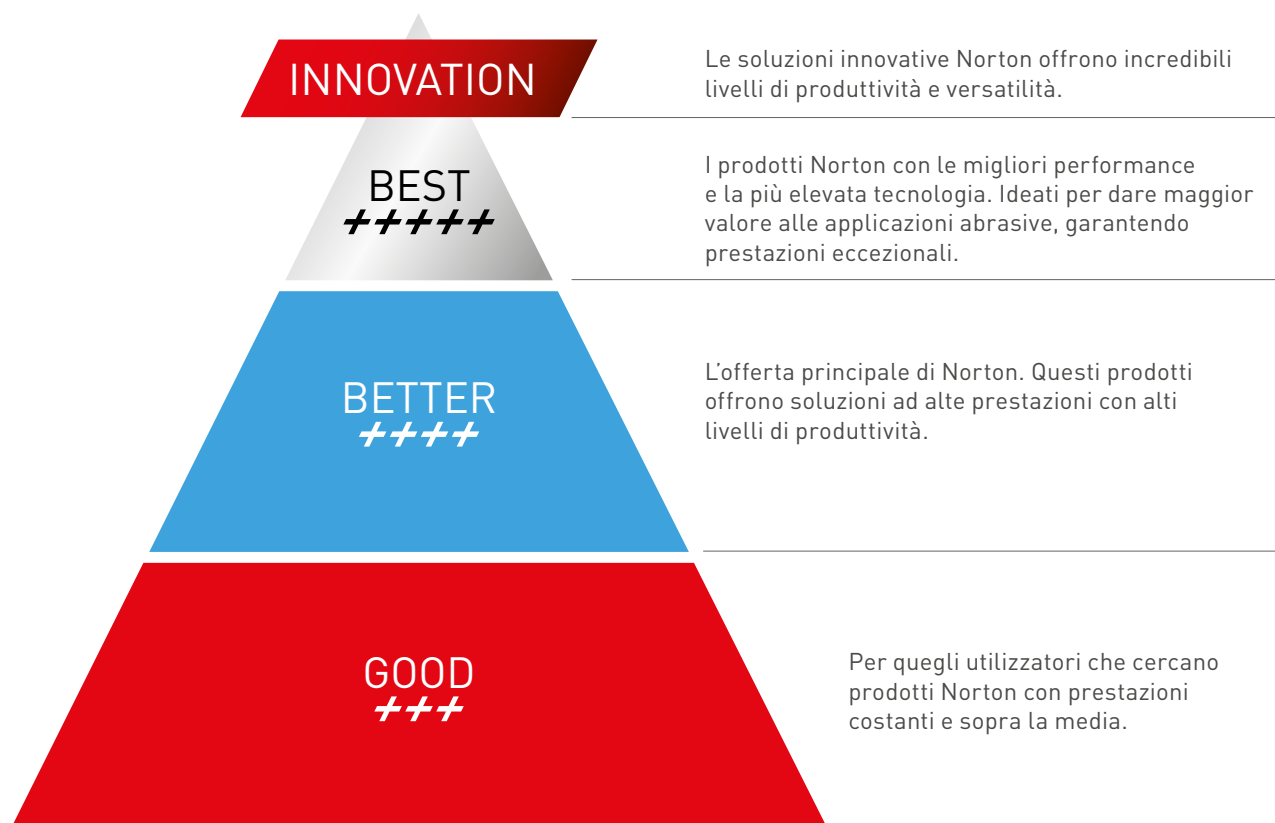 INNOVATION
Le soluzioni innovative Norton offrono incredibili
livelli di produttività e versatilità.
BEST
+++++
I prodotti Norton con le migliori performance
e la più elevata tecnologia. Ideati per dare maggior
valore alle applicazioni abrasive, garantendo
prestazioni eccezionali.
BETTER
++++
L'offerta principale di Norton. Questi prodotti
offrono soluzioni ad alte prestazioni con alti
livelli di produttività.
GOOD
+++
Per quegli utilizzatori che cercano
prodotti Norton con prestazioni
costanti e sopra la media.